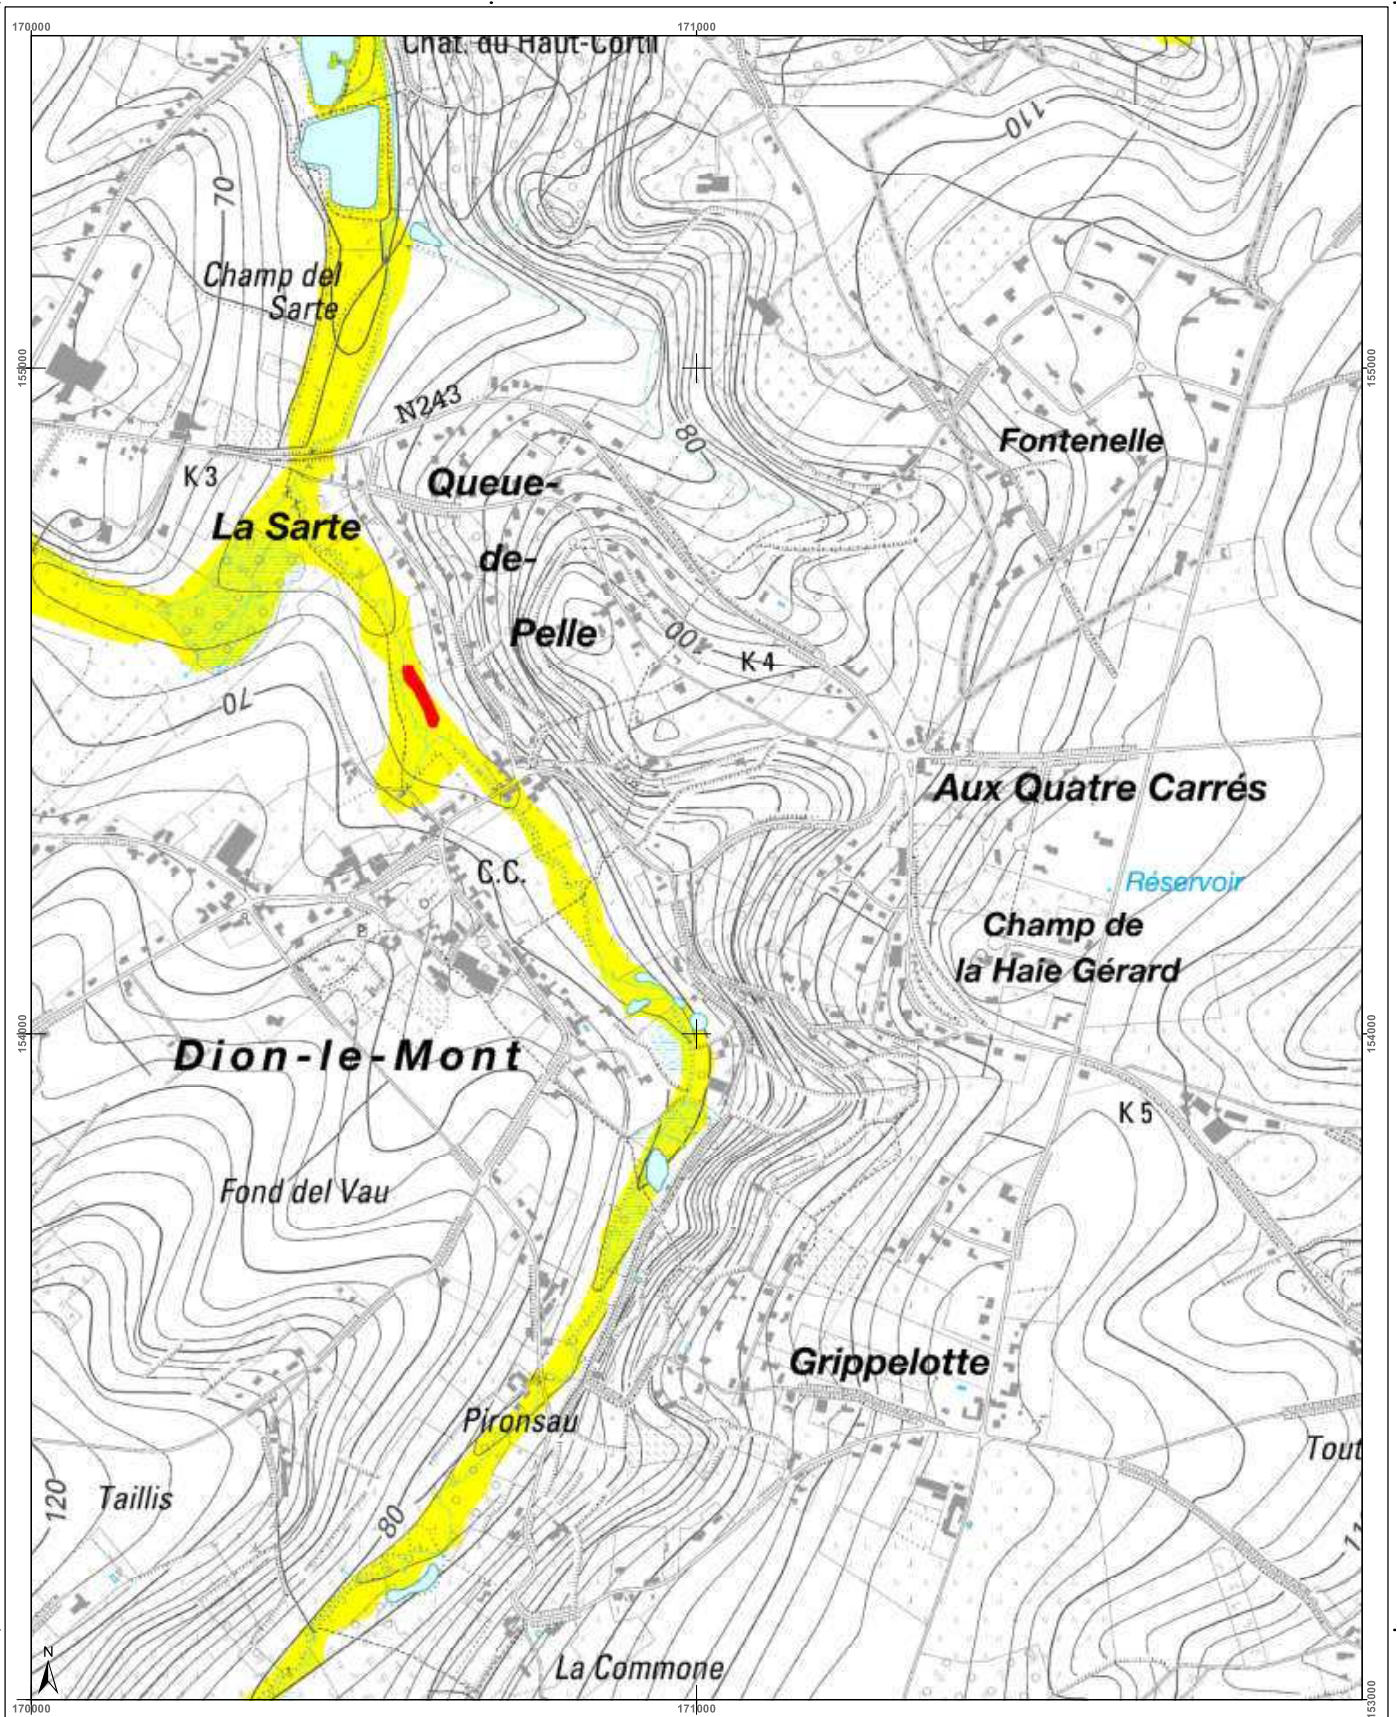 170000
171000
Chat. du Haut-Cortil
110
70
Champ del
Sarte
155000
155000
N243
80
Fontenelle
K 3
Queue-
La Sarte
de-
Pelle
100
K 4
70
Aux Quatre Carrés
C.C.
Réservoir
Champ de
la Haie Gérard
154000
154000
Dion-le-Mont
K 5
Fond del Vau
Grippelotte
Pironsau
Tout
120
Taillis
80
N
La Commone
170000
171000
153000